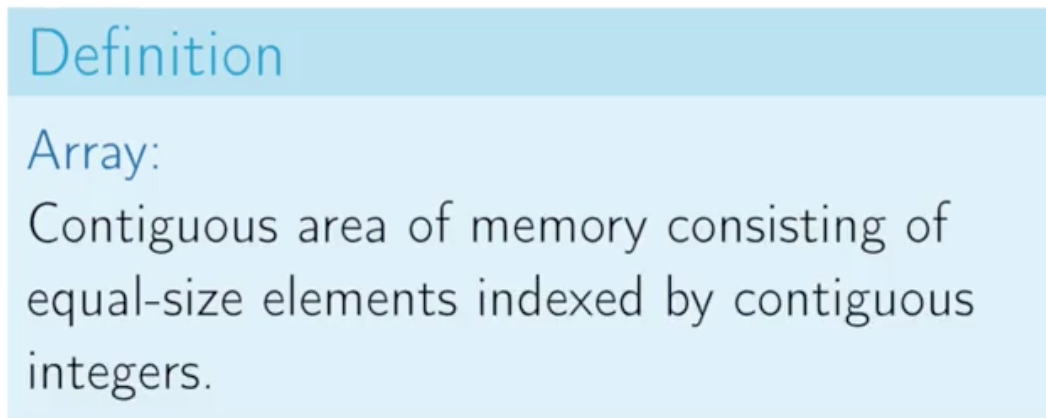 Definition
Array:
Contiguous area of memory consisting of
equal-size elements indexed by contiguous
integers.